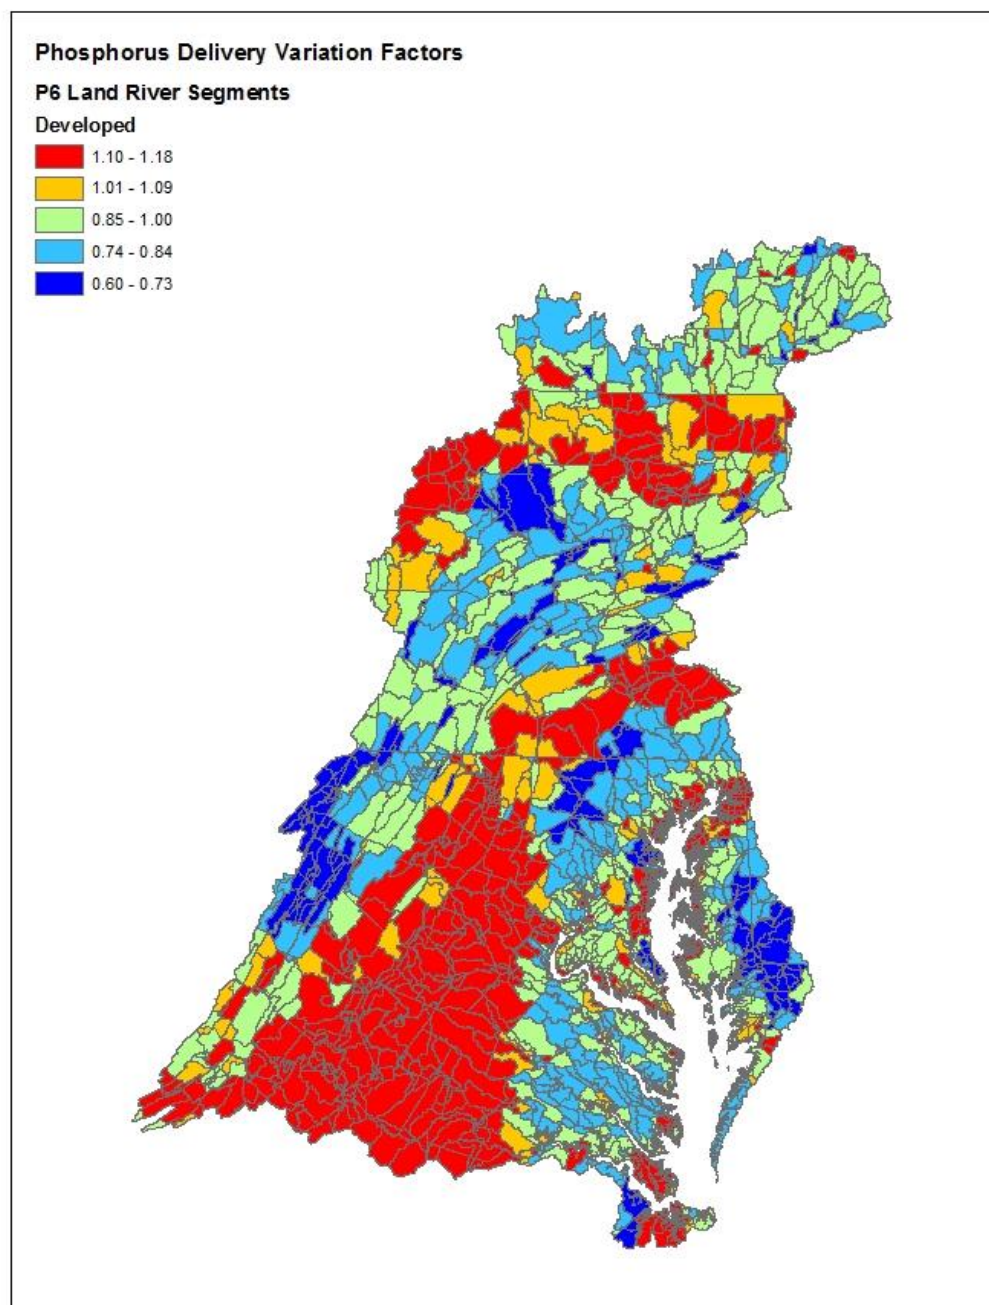 Phosphorus Delivery Variation Factors
P6 Land River Segments
Developed
1.10 - 1.18
1.01 - 1.09
0.85 - 1.00
0.74 - 0.84
0.60 - 0.73